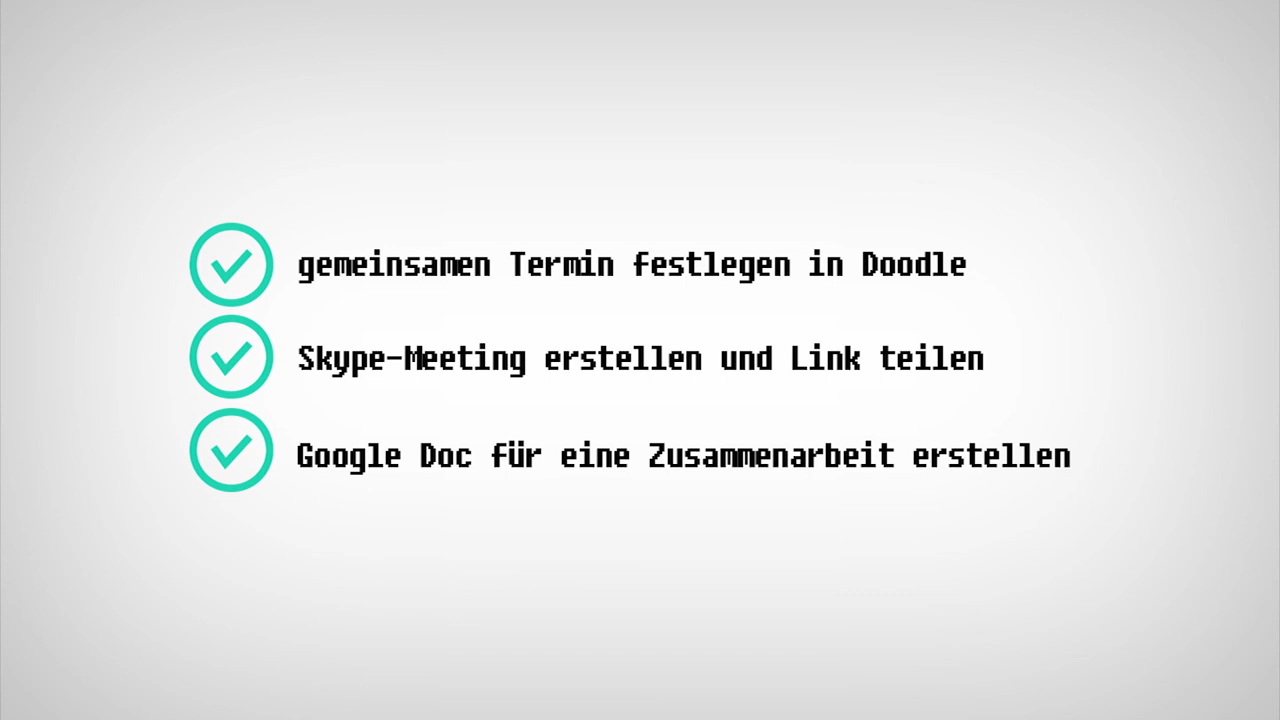 gemeinsamen Termin festlegen in Doodle
Skype-Meeting erstellen und Link teilen
Google Doc für eine Zusammenarbeit erstellen